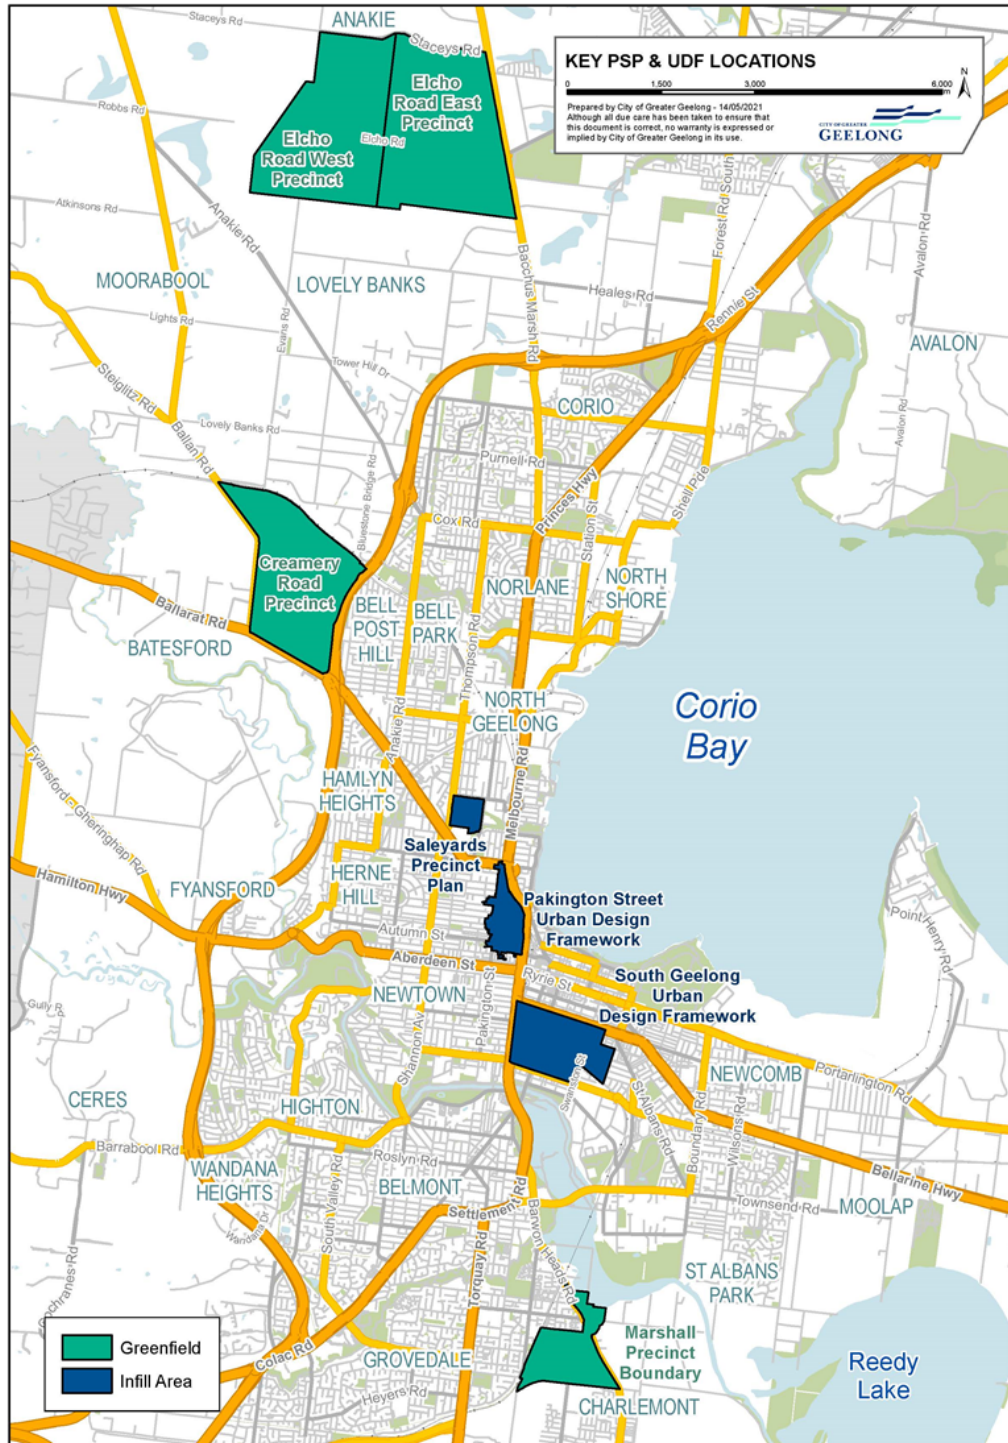 Staceys Rd
ANAKIE
Staceys Rd
KEY PSP & UDF LOCATIONS
0 1,500 3,000 6,000
m
N
Prepared by City of Greater Geelong - 14/05/2021
Although all due care has been taken to ensure that
this document is correct, no warranty is expressed or
implied by City of Greater Geelong in its use.
CITY OF GREATER
GEELONG
Elcho
Road East
Precinct
Robbs Rd
Elcho
Road West
Precinct
Elcho Rd
Atkinsons Rd
Anakie Rd
Bacchus Marsh Rd
Forest Rd South
Avalon Rd
MOORABOOL
LOVELY BANKS
Heales Rd
Rennie St
Lights Rd
Evans Rd
AVALON
Tower Hill Dr
Steiglitz Rd
CORIO
Lovely Banks Rd
Ballan Rd
Avalon Rd
Purnell Rd
Bluestone Bridge Rd
Princes Hwy
Shell Pde
Cox Rd
Station St
Creamery
Road
Precinct
NORLANE
NORTH
SHORE
BELL
POST
HILL
BELL
PARK
Ballarat Rd
BATESFORD
Thompson Rd
Corio
Bay
NORTH
GEELONG
Anakie Rd
Melbourne Rd
Fyansford - Gheringhap Rd
HAMLYN
HEIGHTS
Saleyards
Precinct
Plan
HERNE
HILL
Hamilton Hwy
FYANSFORD
Pakington Street
Urban Design
Framework
Point Henry Rd
Autumn St
Aberdeen St
Ryrie St
South Geelong
Urban
Design Framework
NEWTOWN
Pakington St
Gully R
Shannon Av
Swanston St
St Albans Rd
NEWCOMB
Portarlington Rd
CERES
HIGHTON
Boundary Rd
Wilsons Rd
Barrabool Rd
Roslyn Rd
WANDANA
HEIGHTS
South Valley Rd
BELMONT
Bellarine Hwy
Settlement Rd
Townsend Rd
MOOLAP
Wandana Dr
Barwon Heads Rd
Torquay Rd
Cochranes Rd
ST ALBANS
PARK
Marshall
Precinct
Boundary
Greenfield
Infill Area
Colac Rd
GROVEDALE
Heyers Rd
CHARLEMONT
Reedy
Lake